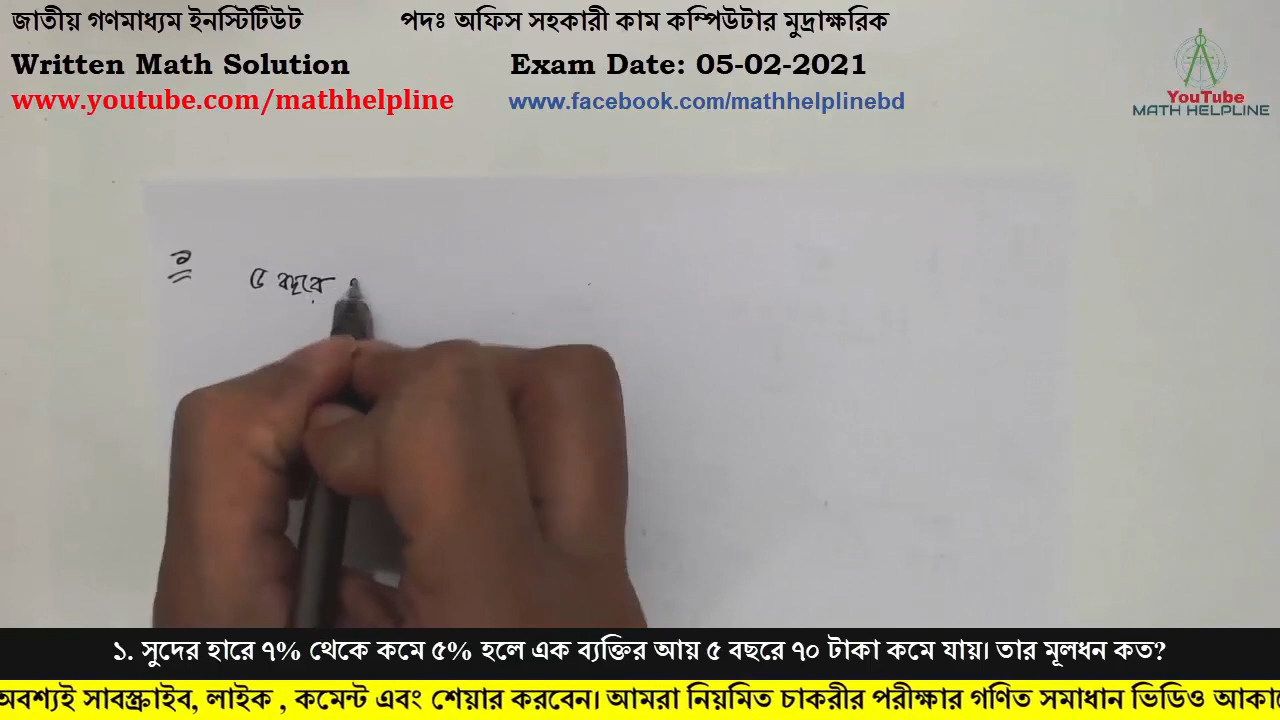 জাতীয় গণমাধ্যম ইনস্টিটিউট পদঃ অফিস সহকারী কাম কম্পিউটার মুদ্রাক্ষরিক
Written Math Solution Exam Date: 05-02-2021
www.youtube.com/mathhelpline www.facebook.com/mathhelplinebd
YouTube
MATH HELPLINE
১
৫ বছরে
১. সুদের হারে ৭% থেকে কমে ৫% হলে এক ব্যক্তির আয় ৫ বছরে ৭০ টাকা কমে যায়। তার মূলধন কত?
অবশ্যই সাবস্ক্রাইব, লাইক , কমেন্ট এবং শেয়ার করবেন। আমরা নিয়মিত চাকরীর পরীক্ষার গণিত সমাধান ভিডিও